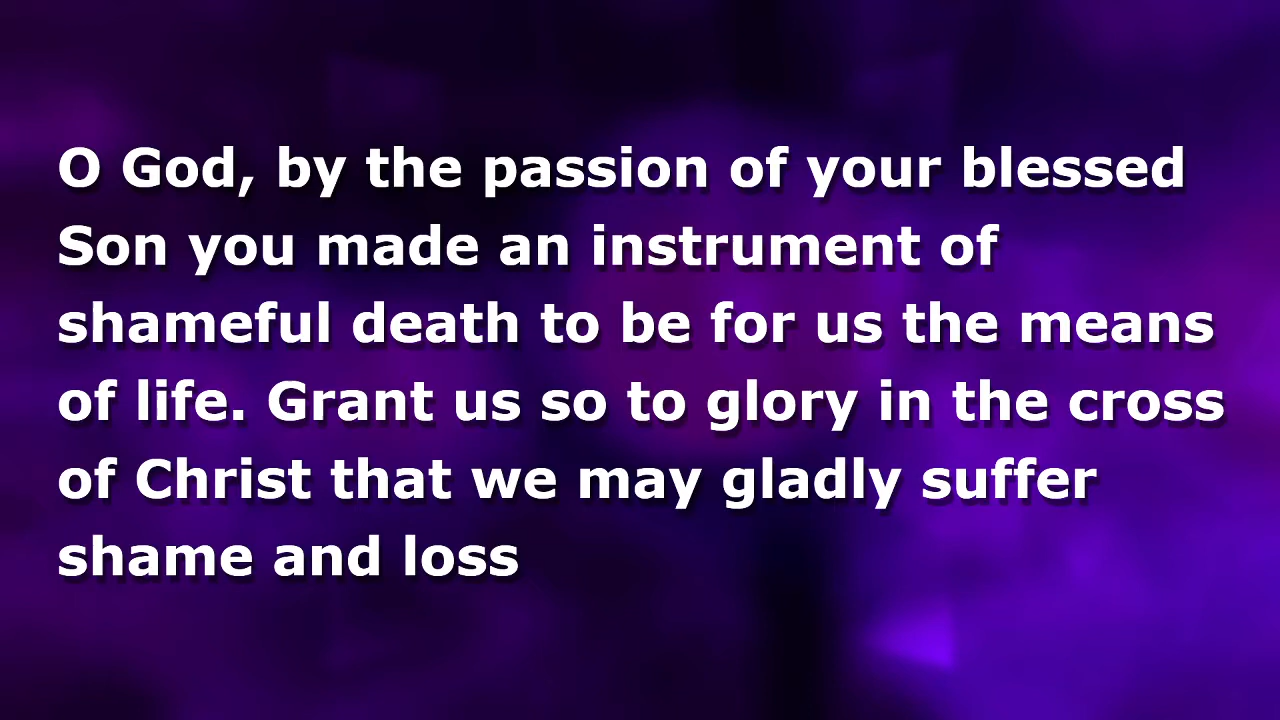 O God, by the passion of your blessed
Son you made an instrument of
shameful death to be for us the means
of life. Grant us so to glory in the cross
of Christ that we may gladly suffer
shame and loss